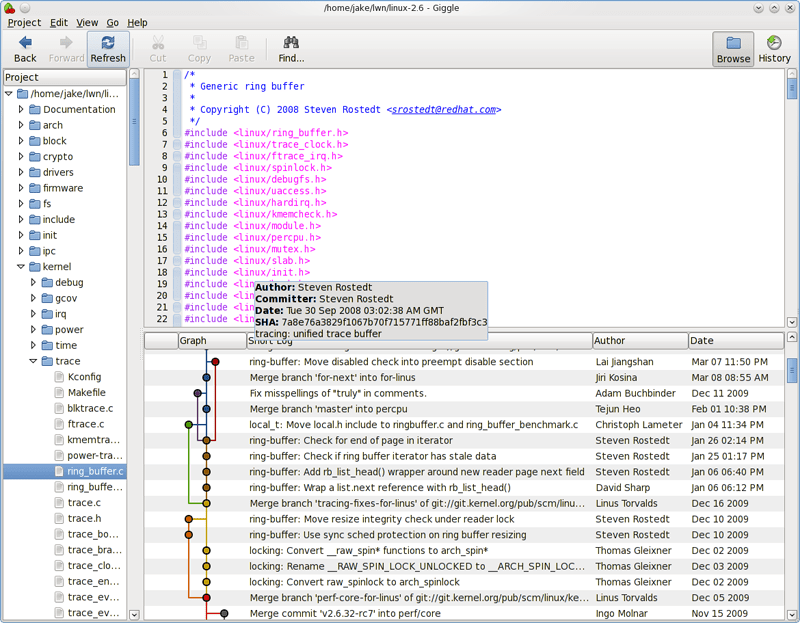 /home/jake/lwn/linux-2.6 - Giggle
Project Edit View Go Help
Back Forward Refresh Cut Copy Paste Find... Browse History
Project
/home/jake/lwn/li...
Documentation
arch
block
crypto
drivers
firmware
fs
include
init
ipc
kernel
debug
gcov
irq
power
time
trace
Kconfig
Makefile
blktrace.c
ftrace.c
kmemtra...
power-tra...
ring_buffer.c
ring_buffe...
trace.c
trace.h
trace_bo...
trace_bra...
trace_clo...
trace_en...
trace_ev...
trace_ev...
1 /*
2 * Generic ring buffer
3 *
4 * Copyright (C) 2008 Steven Rostedt <srostedt@redhat.com>
5 */
6 #include <linux/ring_buffer.h>
7 #include <linux/trace_clock.h>
8 #include <linux/ftrace_irq.h>
9 #include <linux/spinlock.h>
10 #include <linux/debugfs.h>
11 #include <linux/uaccess.h>
12 #include <linux/hardirq.h>
13 #include <linux/kmemcheck.h>
14 #include <linux/module.h>
15 #include <linux/percpu.h>
16 #include <linux/mutex.h>
17 #include <linux/slab.h>
18 #include <linux/init.h>
19 #include
20 #include
21 #include
22 #include
Author: Steven Rostedt
Committer: Steven Rostedt
Date: Tue 30 Sep 2008 03:02:38 AM GMT
SHA: 7a8e76a3829f1067b70f715771ff88baf2fbf3c3
tracing: unified trace buffer
Graph Short Log Author Date
ring-buffer: Move disabled check into preempt disable section Lai Jiangshan Mar 07 11:50 PM
Merge branch 'for-next' into for-linus Jiri Kosina Mar 08 08:55 AM
Fix misspellings of "truly" in comments. Adam Buchbinder Dec 11 2009
Merge branch 'master' into percpu Tejun Heo Feb 01 10:38 PM
local_t: Move local.h include to ringbuffer.c and ring_buffer_benchmark.c Christoph Lameter Jan 04 11:34 PM
ring-buffer: Check for end of page in iterator Steven Rostedt Jan 26 02:14 PM
ring-buffer: Check if ring buffer iterator has stale data Steven Rostedt Jan 25 01:17 PM
ring-buffer: Add rb_list_head() wrapper around new reader page next field Steven Rostedt Jan 06 06:40 PM
ring-buffer: Wrap a list.next reference with rb_list_head() David Sharp Jan 06 06:12 PM
Merge branch 'tracing-fixes-for-linus' of git://git.kernel.org/pub/scm/linu... Linus Torvalds Dec 16 2009
ring-buffer: Move resize integrity check under reader lock Steven Rostedt Dec 10 2009
ring-buffer: Use sync sched protection on ring buffer resizing Steven Rostedt Dec 10 2009
locking: Convert __raw_spin* functions to arch_spin* Thomas Gleixner Dec 02 2009
locking: Rename __RAW_SPIN_LOCK_UNLOCKED to __ARCH_SPIN_LOC... Thomas Gleixner Dec 03 2009
locking: Convert raw_spinlock to arch_spinlock Thomas Gleixner Dec 02 2009
Merge branch 'perf-core-for-linus' of git://git.kernel.org/pub/scm/linux/ke... Linus Torvalds Dec 05 2009
Merge commit 'v2.6.32-rc7' into perf/core Ingo Molnar Nov 15 2009